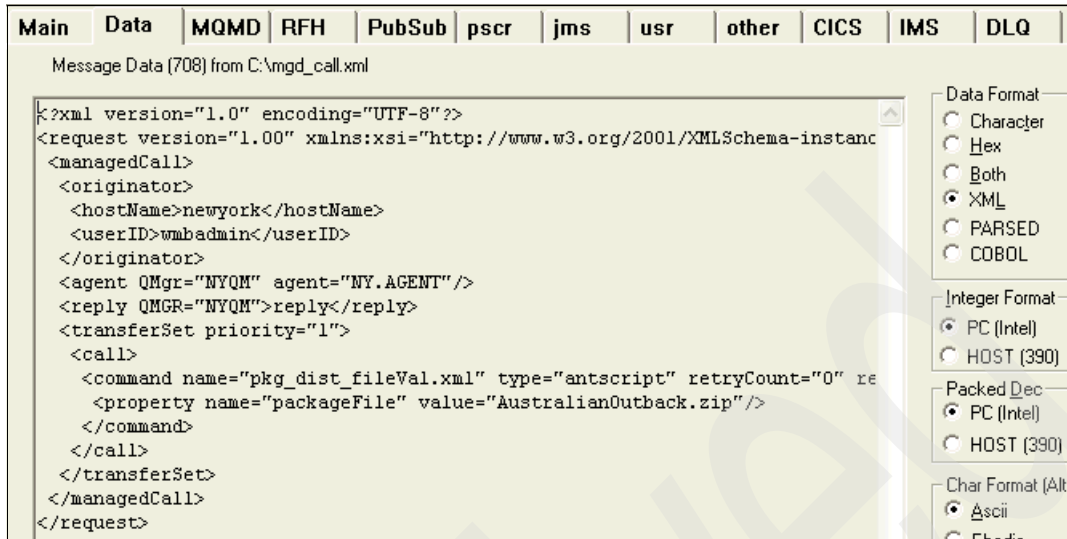 Main Data MQMD RFH PubSub pscr jms usr other CICS IMS DLQ
Message Data (708) from C:\mgd_call.xml
<?xml version="1.0" encoding="UTF-8"?>
<request version="1.00" xmlns:xsi="http://www.w3.org/2001/XMLSchema-instanc
<managedCall>
<originator>
<hostName>newyork</hostName>
<userID>wmbadmin</userID>
</originator>
<agent QMgr="NYQM" agent="NY.AGENT"/>
<reply QMGR="NYQM">reply</reply>
<transferSet priority="1">
<call>
<command name="pkg_dist_fileVal.xml" type="antscript" retryCount="0" re
<property name="packageFile" value="AustralianOutback.zip"/>
</command>
</call>
</transferSet>
</managedCall>
</request>
Data Format
Character
Hex
Both
XML
PARSED
COBOL
Integer Format
PC (Intel)
HOST (390)
Packed Dec
PC (Intel)
HOST (390)
Char Format (Alt
Ascii